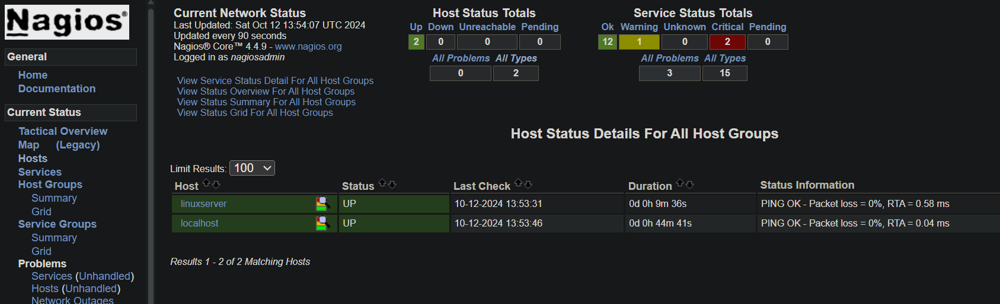 Nagios®
General
Home
Documentation
Current Status
Tactical Overview
Map (Legacy)
Hosts
Services
Host Groups
Summary
Grid
Service Groups
Summary
Grid
Problems
Services (Unhandled)
Hosts (Unhandled)
Network Outages
Current Network Status
Last Updated: Sat Oct 12 13:54:07 UTC 2024
Updated every 90 seconds
Nagios® Core™ 4.4.9 - www.nagios.org
Logged in as nagiosadmin
View Service Status Detail For All Host Groups
View Status Overview For All Host Groups
View Status Summary For All Host Groups
View Status Grid For All Host Groups
Host Status Totals
Up Down Unreachable Pending
2 0 0 0
All Problems All Types
0 2
Service Status Totals
Ok Warning Unknown Critical Pending
12 1 0 2 0
All Problems All Types
3 15
Host Status Details For All Host Groups
Limit Results: 100
Host Status Last Check Duration Status Information
linuxserver UP 10-12-2024 13:53:31 0d 0h 9m 36s PING OK - Packet loss = 0%, RTA = 0.58 ms
localhost UP 10-12-2024 13:53:46 0d 0h 44m 41s PING OK - Packet loss = 0%, RTA = 0.04 ms
Results 1 - 2 of 2 Matching Hosts